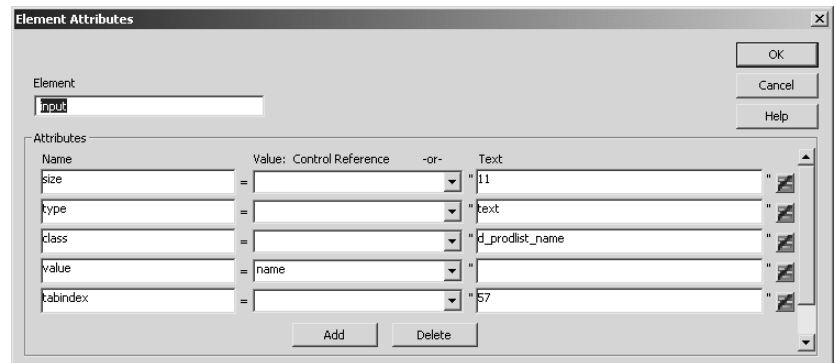 Element Attributes
OK
Element
Cancel
input
Help
Attributes
Name Value: Control Reference -or- Text
size = " 11 "
type = " text "
class = " d_prodlist_name "
value = name " "
tabindex = " 57 "
Add Delete